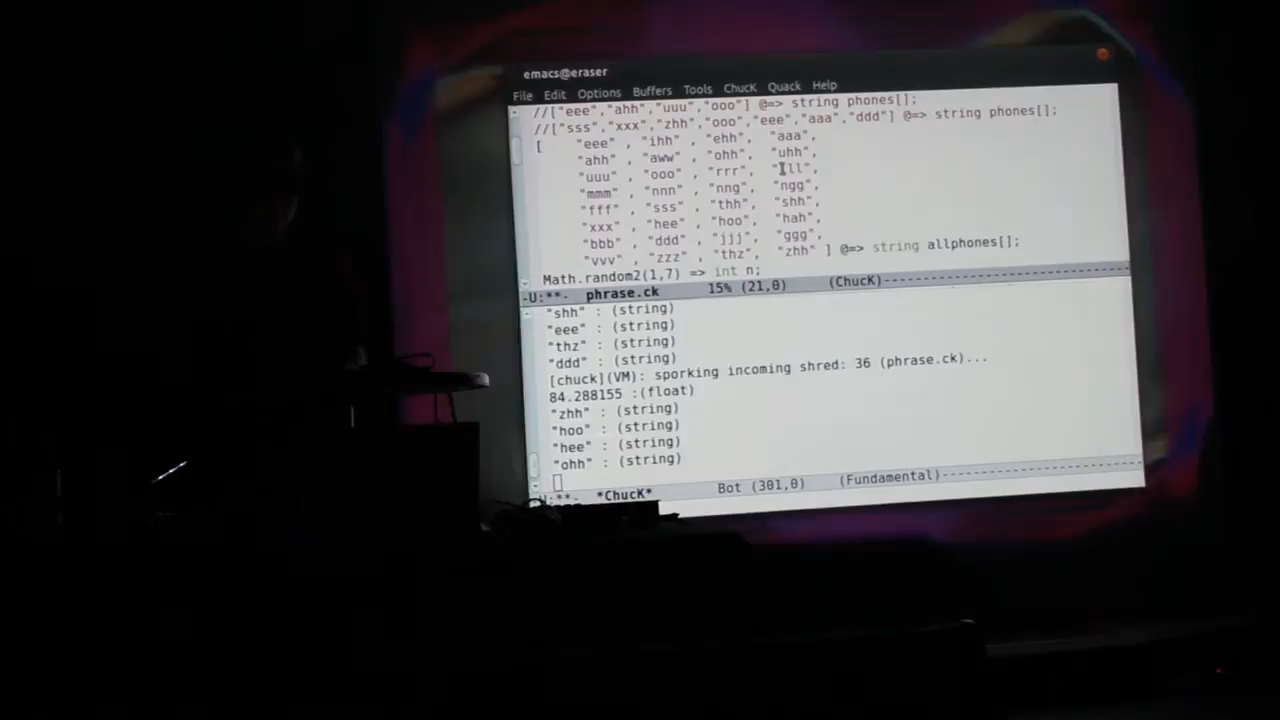 emacs@eraser
File Edit Options Buffers Tools ChucK Quack Help
//["eee","ahh","uuu","ooo"] @=> string phones[];
//["sss","xxx","zhh","ooo","eee","aaa","ddd"] @=> string phones[];
[ "eee" , "ihh" , "ehh", "aaa",
"ahh" , "aww" , "ohh", "uhh",
"uuu" , "ooo" , "rrr", "lll",
"mmm" , "nnn" , "nng", "ngg",
"fff" , "sss" , "thh", "shh",
"xxx" , "hee" , "hoo", "hah",
"bbb" , "ddd" , "jjj", "ggg",
"vvv" , "zzz" , "thz", "zhh" ] @=> string allphones[];
Math.random2(1,7) => int n;
-U:**- phrase.ck 15% (21,0) (ChucK)
"shh" : (string)
"eee" : (string)
"thz" : (string)
"ddd" : (string)
[chuck](VM): sporking incoming shred: 36 (phrase.ck)...
84.288155 :(float)
"zhh" : (string)
"hoo" : (string)
"hee" : (string)
"ohh" : (string)
U:**- *ChucK* Bot (301,0) (Fundamental)